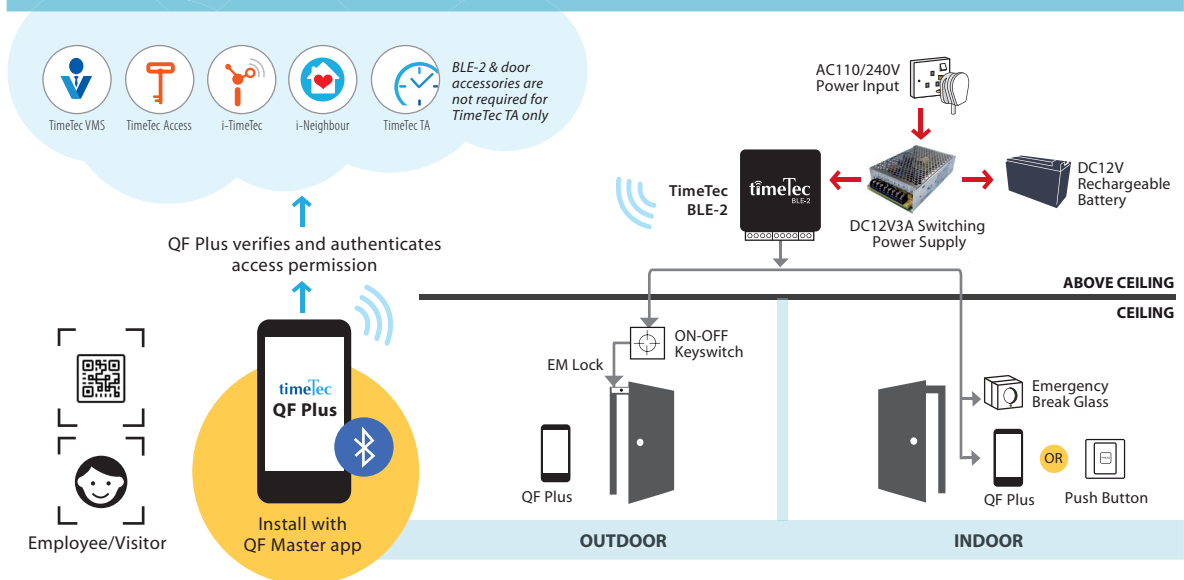 TimeTec VMS
TimeTec Access
i-TimeTec
i-Neighbour
TimeTec TA
BLE-2 & door
accessories are
not required for
TimeTec TA only
QF Plus verifies and authenticates
access permission
timeTec
QF Plus
Install with
QF Master app
Employee/Visitor
AC110/240V
Power Input
TimeTec
BLE-2
timeTec
BLE-2
DC12V3A Switching
Power Supply
DC12V
Rechargeable
Battery
ABOVE CEILING
CEILING
ON-OFF
Keyswitch
EM Lock
QF Plus
OUTDOOR
Emergency
Break Glass
QF Plus
OR
Push Button
INDOOR